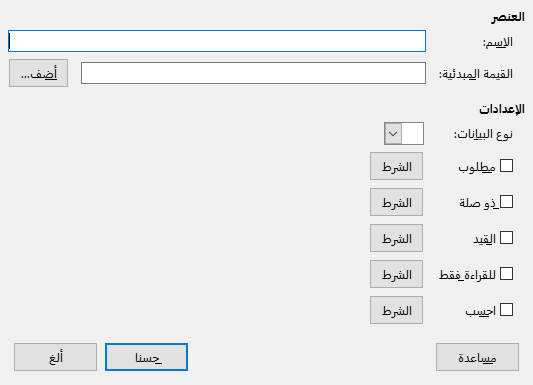 العنصر
الاسم:
القيمة المبدئية: أضف...
الإعدادات
نوع البيانات:
مطلوب الشرط
ذو صلة الشرط
القيد الشرط
للقراءة فقط الشرط
احسب الشرط
مساعدة حسنا ألغ